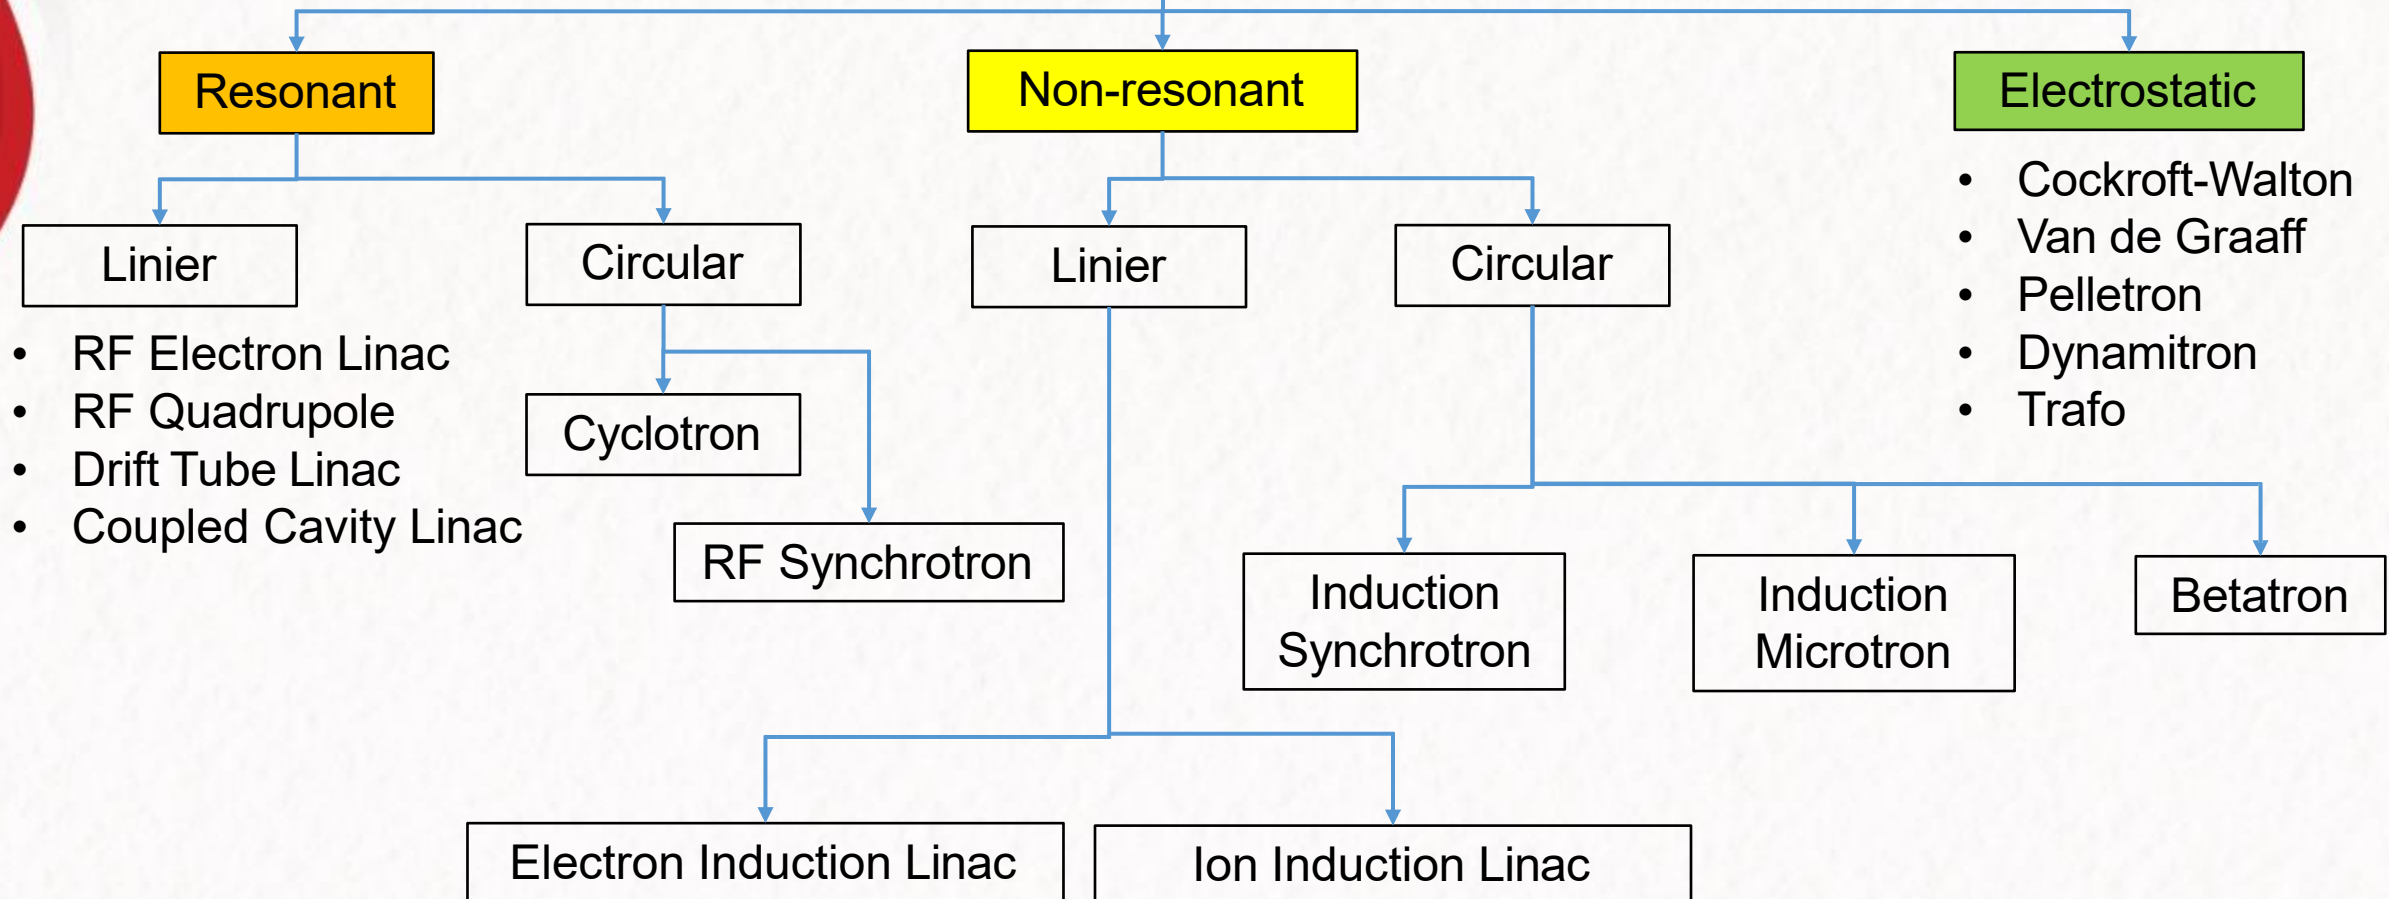 Resonant
Non-resonant
Electrostatic
Linier
Circular
Linier
Circular
• Cockroft-Walton
• Van de Graaff
• Pelletron
• Dynamitron
• Trafo
• RF Electron Linac
• RF Quadrupole
• Drift Tube Linac
• Coupled Cavity Linac
Cyclotron
RF Synchrotron
Induction
Synchrotron
Induction
Microtron
Betatron
Electron Induction Linac
Ion Induction Linac